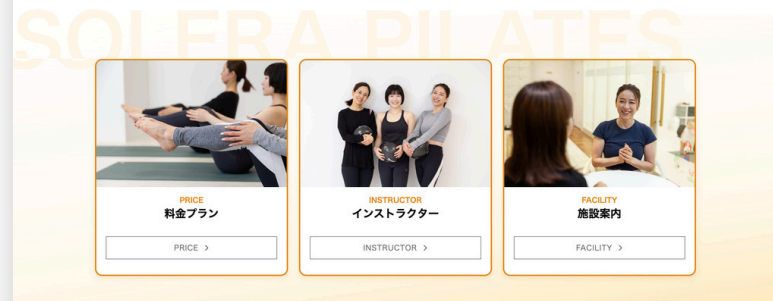 SOLERA PILATES
PRICE
料金プラン
PRICE >
INSTRUCTOR
インストラクター
INSTRUCTOR >
FACILITY
施設案内
FACILITY >